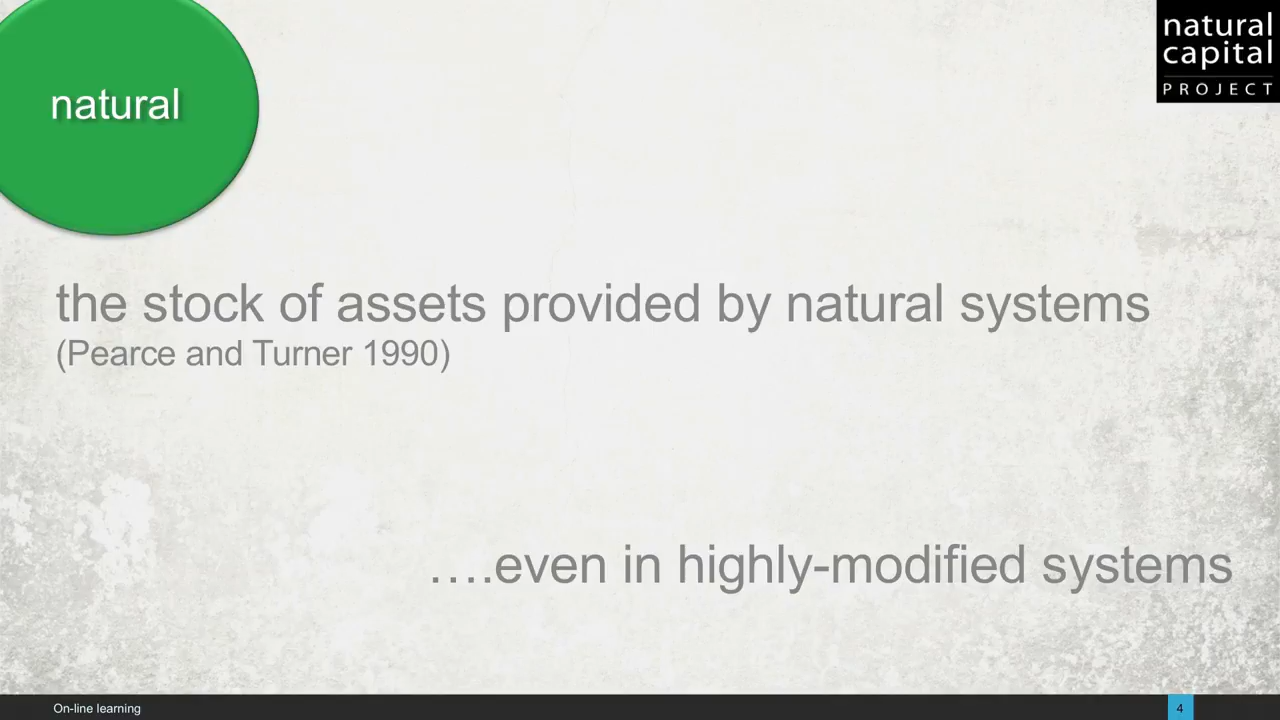 natural
natural
capital
PROJECT
the stock of assets provided by natural systems
(Pearce and Turner 1990)
….even in highly-modified systems
On-line learning
4